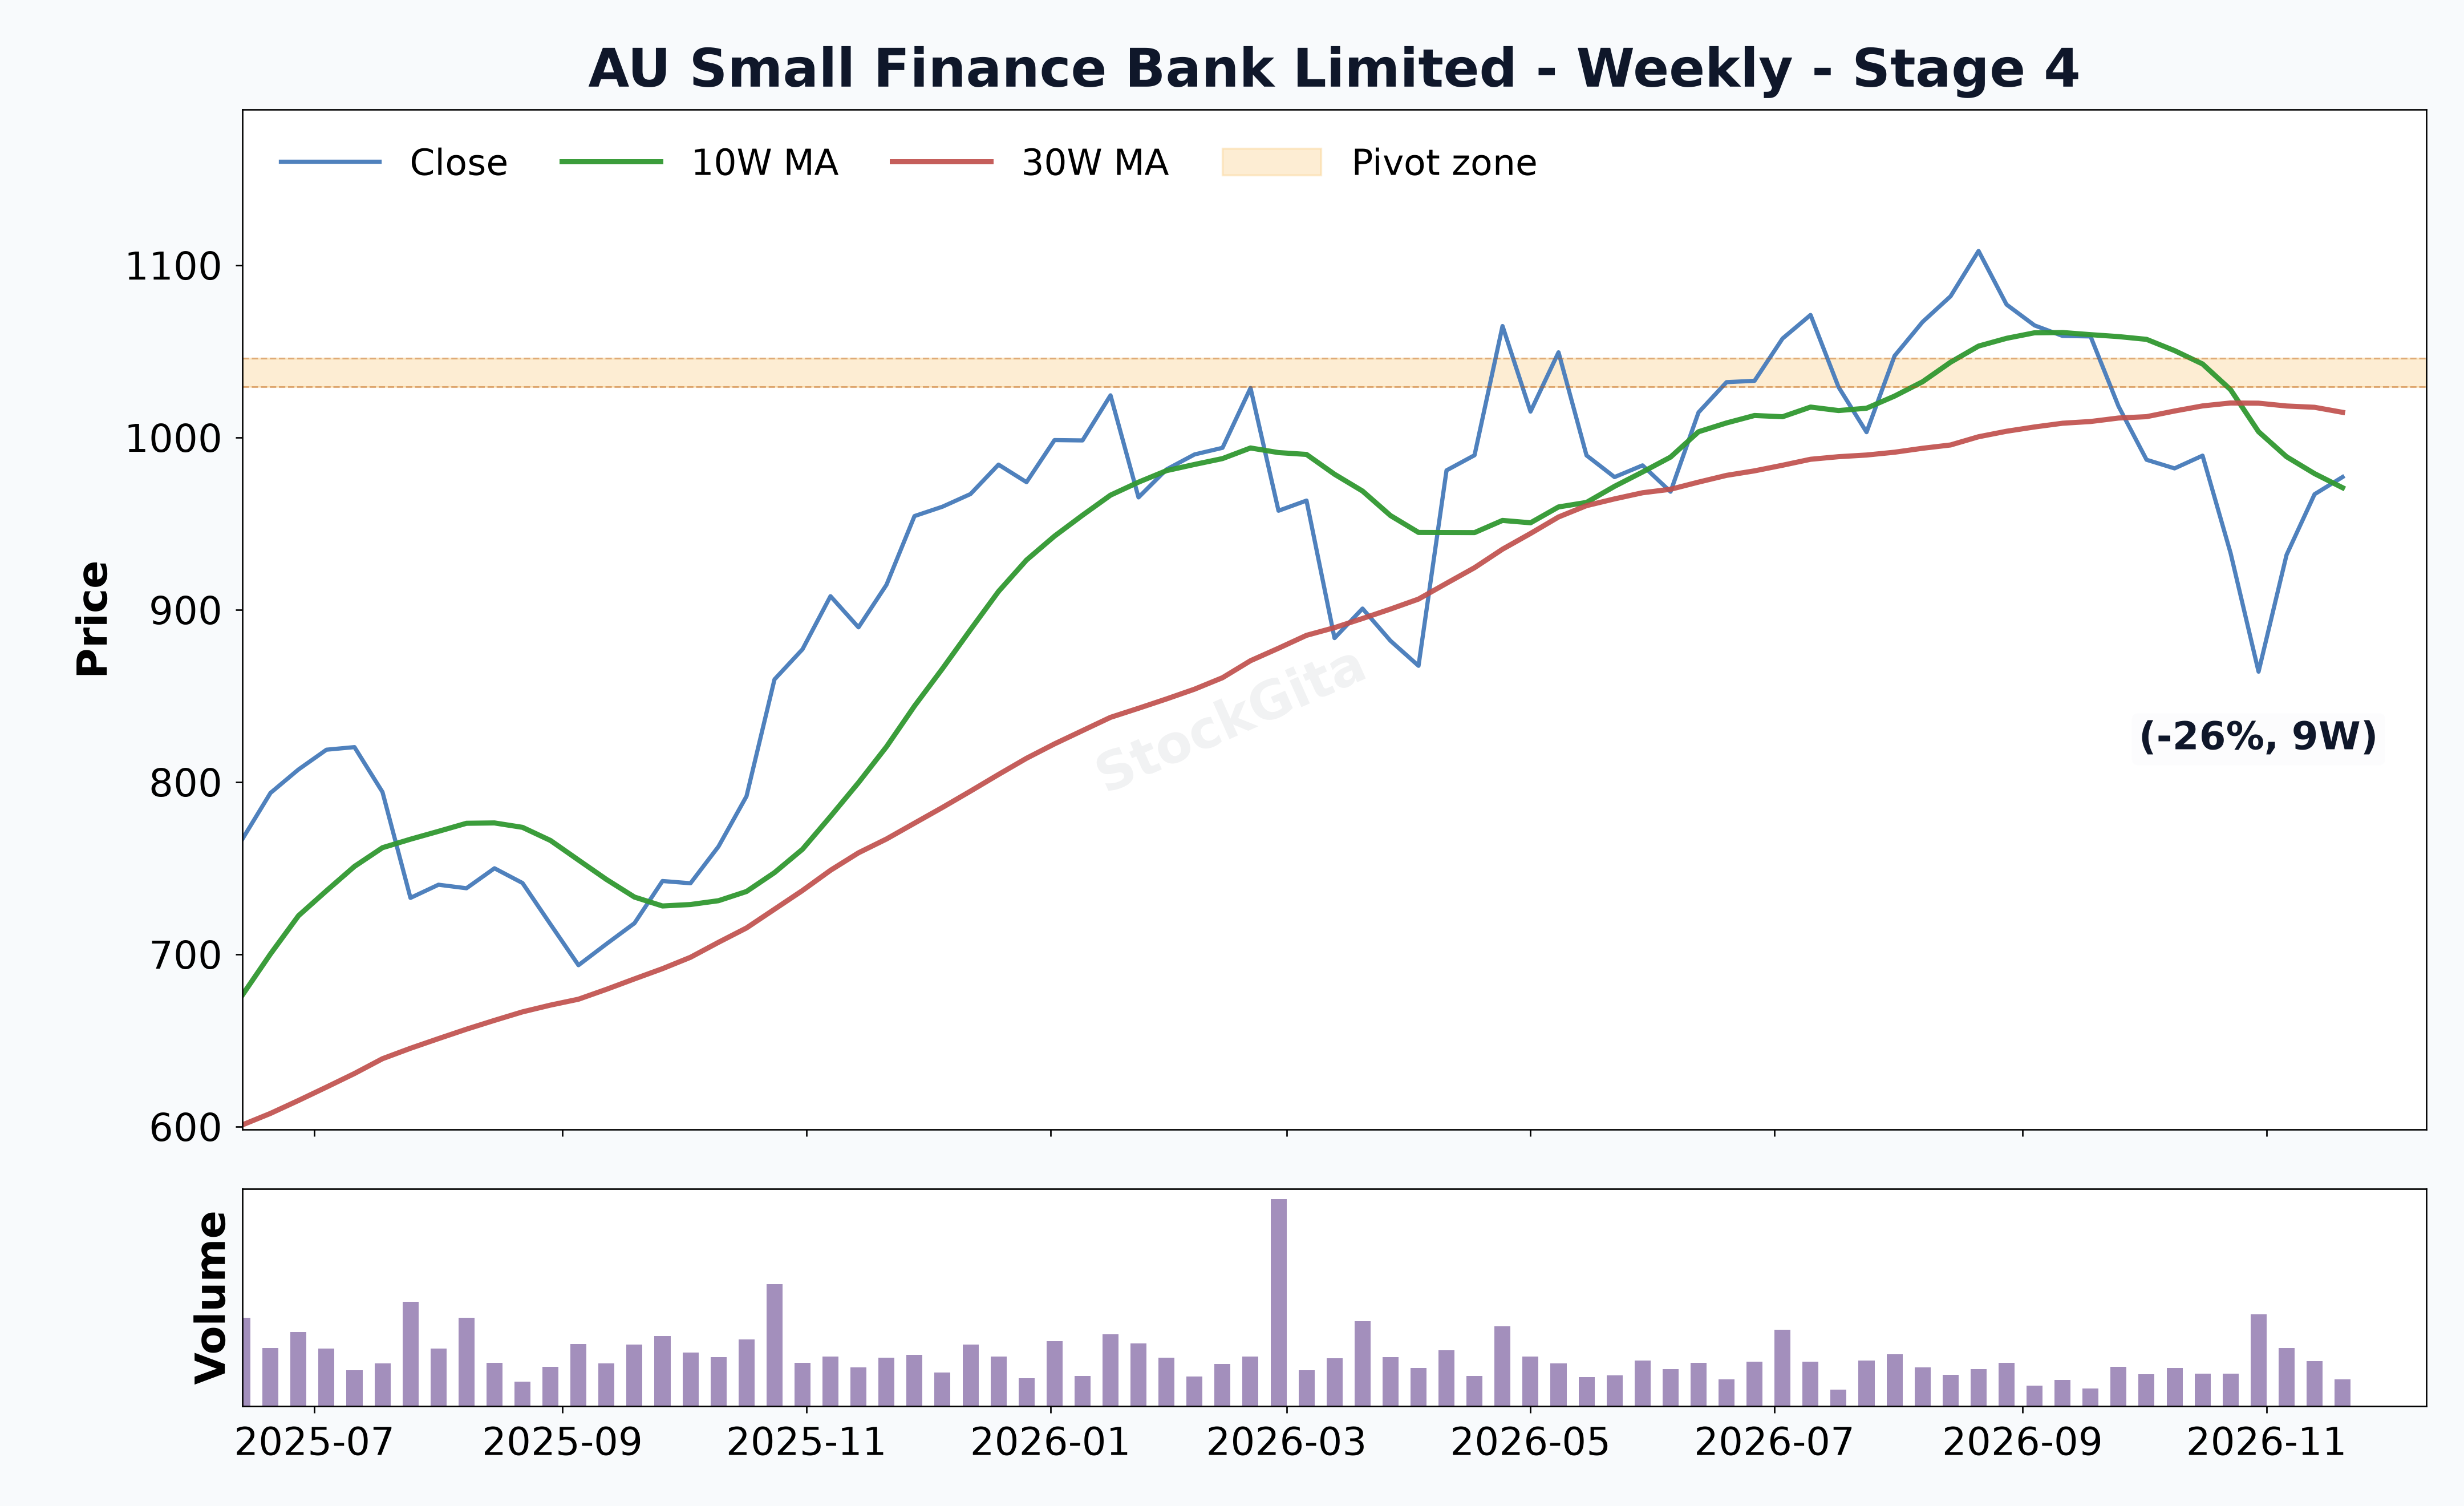 AU Small Finance Bank Limited - Weekly - Stage 4
Close 10W MA 30W MA Pivot zone
1100
1000
900
800
700
600
Price
StockGita
(-26%, 9W)
Volume
2025-07 2025-09 2025-11 2026-01 2026-03 2026-05 2026-07 2026-09 2026-11